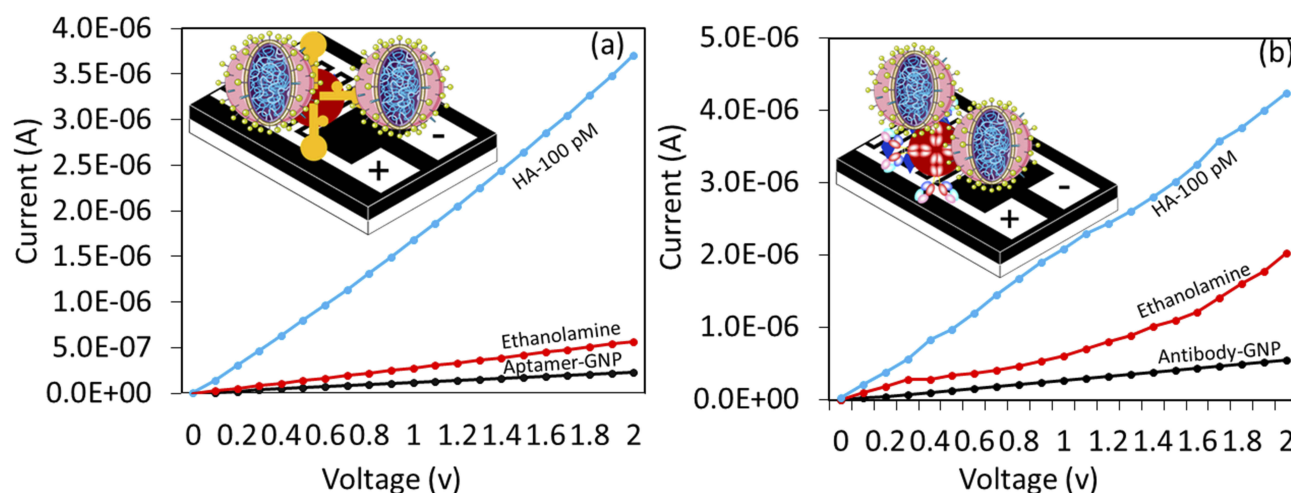 (a)
4.0E-06
3.5E-06
3.0E-06
2.5E-06
2.0E-06
1.5E-06
1.0E-06
5.0E-07
0.0E+00
Current (A)
+
-
HA-100 pM
Ethanolamine
Aptamer-GNP
0 0.2 0.4 0.6 0.8 1 1.2 1.4 1.6 1.8 2
Voltage (v)
(b)
5.0E-06
4.0E-06
3.0E-06
2.0E-06
1.0E-06
0.0E+00
Current (A)
+
-
HA-100 pM
Ethanolamine
Antibody-GNP
0 0.2 0.4 0.6 0.8 1 1.2 1.4 1.6 1.8 2
Voltage (v)